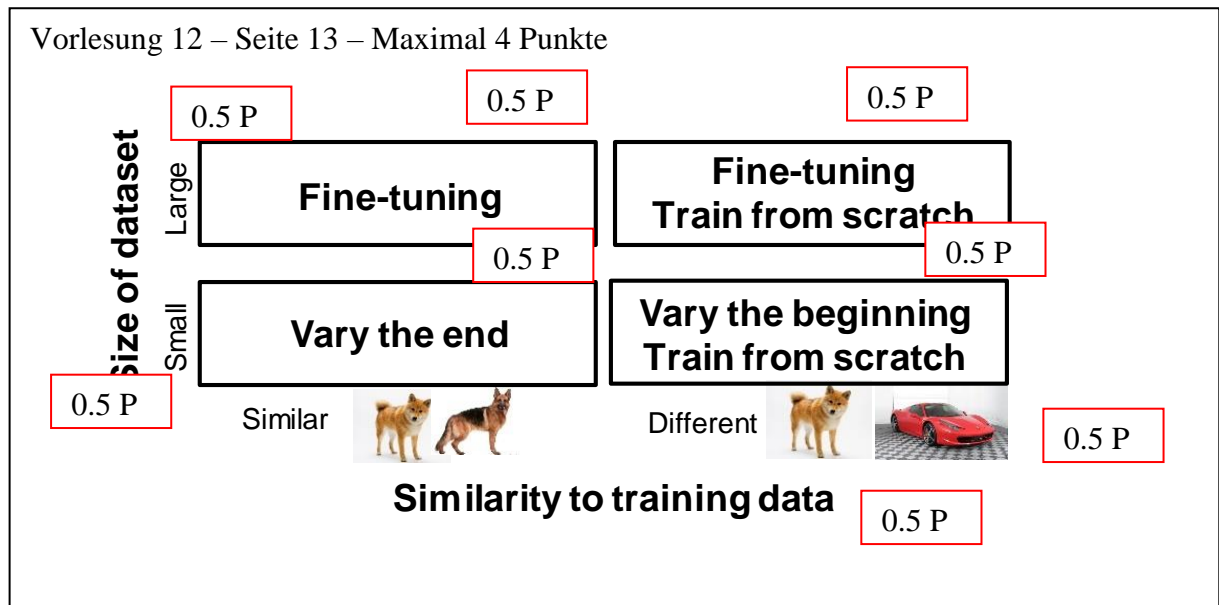 Vorlesung 12 – Seite 13 – Maximal 4 Punkte
0.5 P
0.5 P
0.5 P
Size of dataset
Large
Fine-tuning
Fine-tuning
Train from scratch
0.5 P
0.5 P
Small
Vary the end
Vary the beginning
Train from scratch
0.5 P
Similar
Different
0.5 P
Similarity to training data
0.5 P